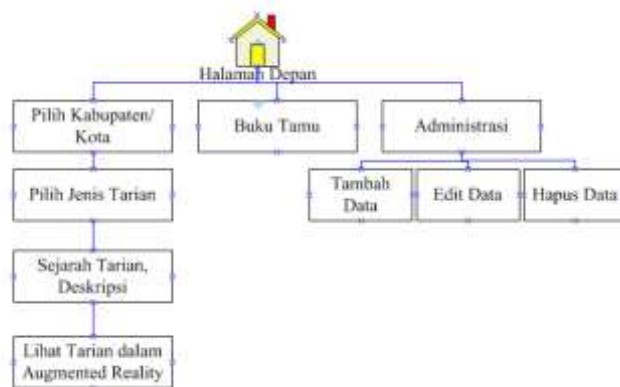 Halaman Depan
Pilih Kabupaten/
Kota
Buku Tamu
Administrasi
Pilih Jenis Tarian
Tambah
Data
Edit Data
Hapus Data
Sejarah Tarian,
Deskripsi
Lihat Tarian dalam
Augmented Reality